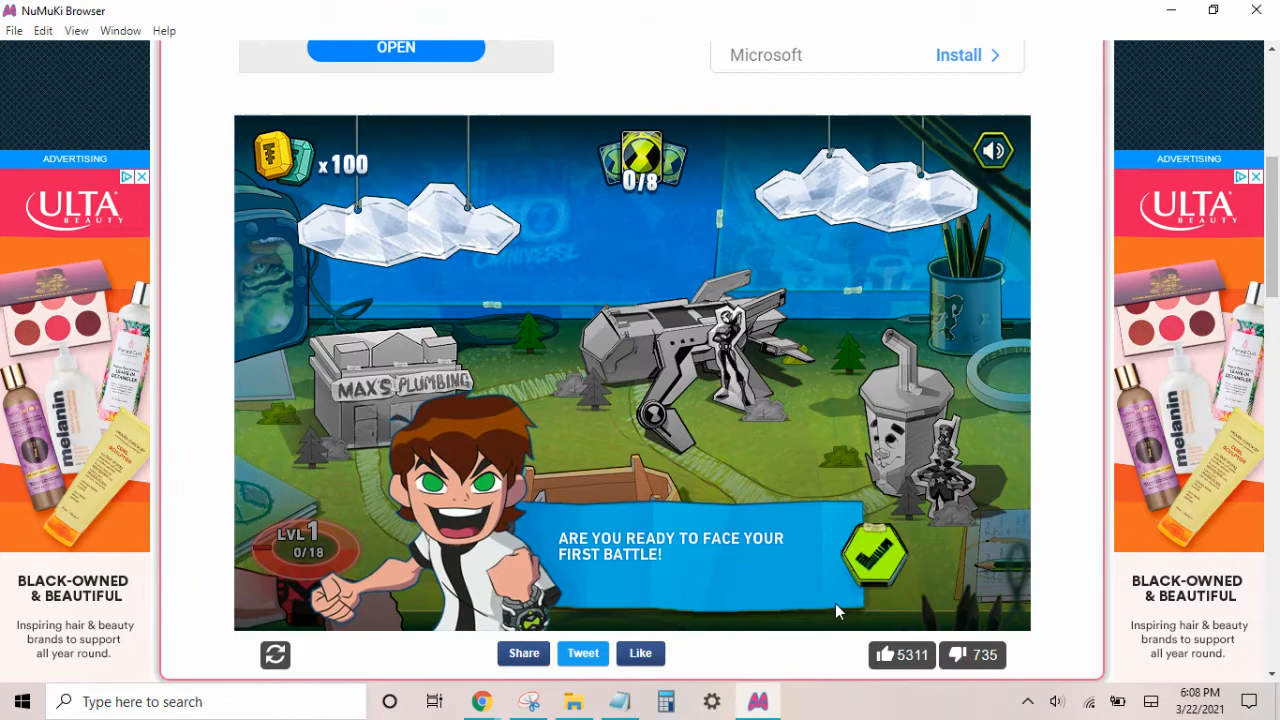 NuMuKi Browser
File Edit View Window Help
OPEN
Microsoft
Install
ADVERTISING
ULTA
BEAUTY
melanin
BLACK-OWNED
& BEAUTIFUL
Inspiring hair & beauty
brands to support
all year round.
x100
0/8
OMNIVERSE
MAX'S PLUMBING
LVL 1
0/18
ARE YOU READY TO FACE YOUR
FIRST BATTLE!
Share
Tweet
Like
5311
735
ADVERTISING
ULTA
BEAUTY
melanin
BLACK-OWNED
& BEAUTIFUL
Inspiring hair & beauty
brands to support
all year round.
Type here to search
6:08 PM
3/22/2021